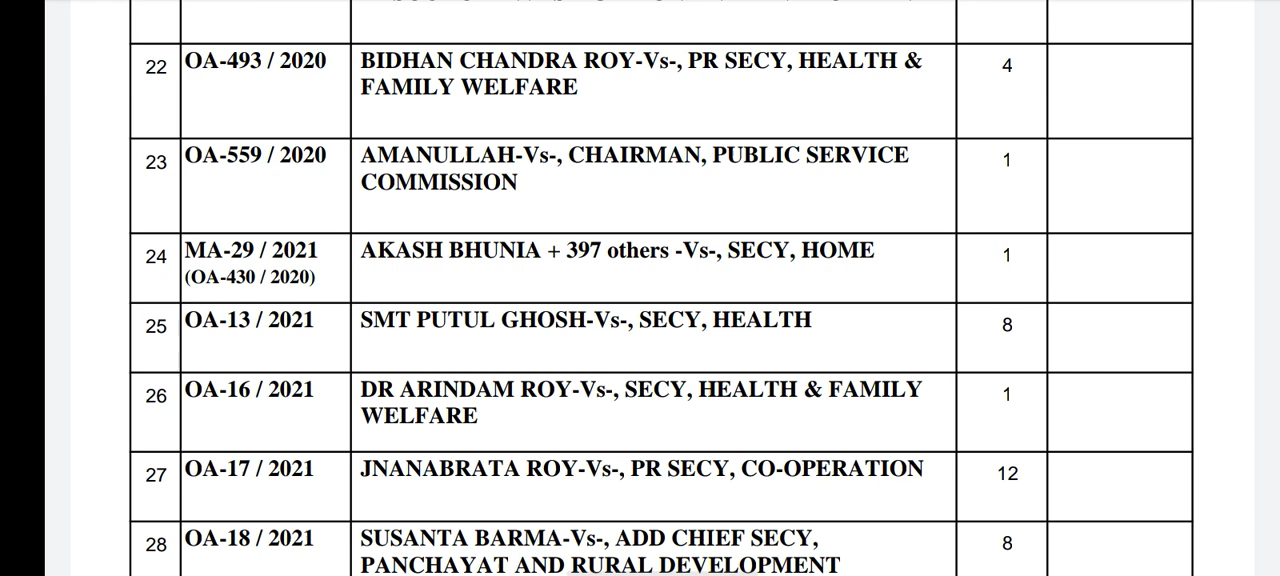 22 OA-493 / 2020 BIDHAN CHANDRA ROY-Vs-, PR SECY, HEALTH & 4
FAMILY WELFARE
23 OA-559 / 2020 AMANULLAH-Vs-, CHAIRMAN, PUBLIC SERVICE 1
COMMISSION
24 MA-29 / 2021 AKASH BHUNIA + 397 others -Vs-, SECY, HOME 1
(OA-430 / 2020)
25 OA-13 / 2021 SMT PUTUL GHOSH-Vs-, SECY, HEALTH 8
26 OA-16 / 2021 DR ARINDAM ROY-Vs-, SECY, HEALTH & FAMILY 1
WELFARE
27 OA-17 / 2021 JNANABRATA ROY-Vs-, PR SECY, CO-OPERATION 12
28 OA-18 / 2021 SUSANTA BARMA-Vs-, ADD CHIEF SECY, 8
PANCHAYAT AND RURAL DEVELOPMENT